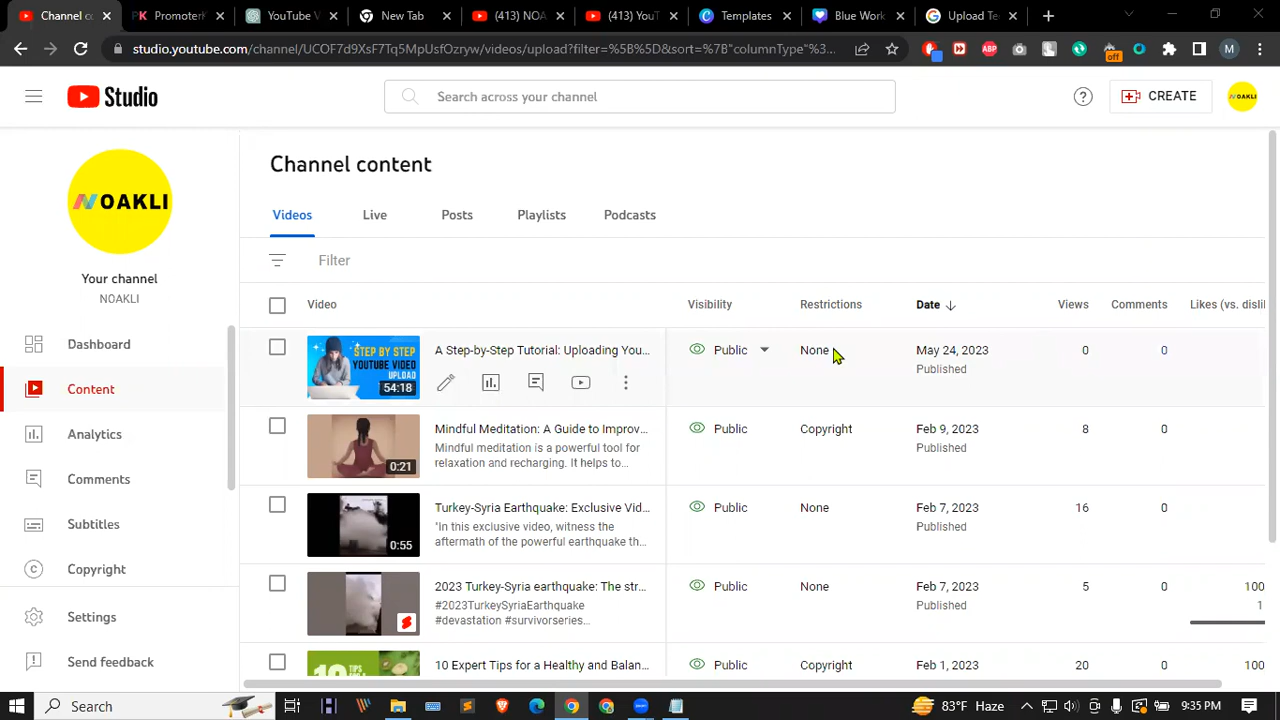 Channel con
PK PromoterK
YouTube V
New Tab
(413) NOA
(413) YouT
Templates
Blue Work
Upload Te
studio.youtube.com/channel/UCOF7d9XsF7Tq5MpUsfOzryw/videos/upload?filter=%5B%5D&sort=%7B"columnType"%3...
ABP
off
M
Studio
Search across your channel
CREATE
NOAKLI
NOAKLI
Your channel
NOAKLI
Dashboard
Content
Analytics
Comments
Subtitles
Copyright
Settings
Send feedback
Channel content
Videos
Live
Posts
Playlists
Podcasts
Filter
Video
Visibility
Restrictions
Date
Views
Comments
Likes (vs. dislil
STEP BY STEP
YOUTUBE VIDEO
UPLOAD
54:18
A Step-by-Step Tutorial: Uploading You...
Public
None
May 24, 2023
Published
0
0
0:21
Mindful Meditation: A Guide to Improv...
Mindful meditation is a powerful tool for
relaxation and recharging. It helps to...
Public
Copyright
Feb 9, 2023
Published
8
0
0:55
Turkey-Syria Earthquake: Exclusive Vid...
"In this exclusive video, witness the
aftermath of the powerful earthquake th...
Public
None
Feb 7, 2023
Published
16
0
2023 Turkey-Syria earthquake: The str...
#2023TurkeySyriaEarthquake
#devastation #survivorseries...
Public
None
Feb 7, 2023
Published
5
0
100
1
10 TIPS
10 Expert Tips for a Healthy and Balan...
Public
Copyright
Feb 1, 2023
20
0
100
Search
83°F Haze
9:35 PM